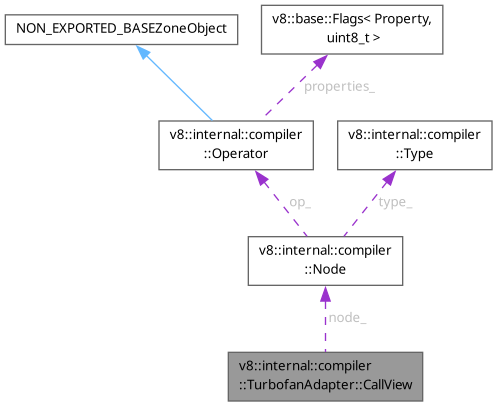 NON_EXPORTED_BASEZoneObject
v8::base::Flags< Property,
uint8_t >
properties_
v8::internal::compiler
::Operator
v8::internal::compiler
::Type
op_
type_
v8::internal::compiler
::Node
node_
v8::internal::compiler
::TurbofanAdapter::CallView